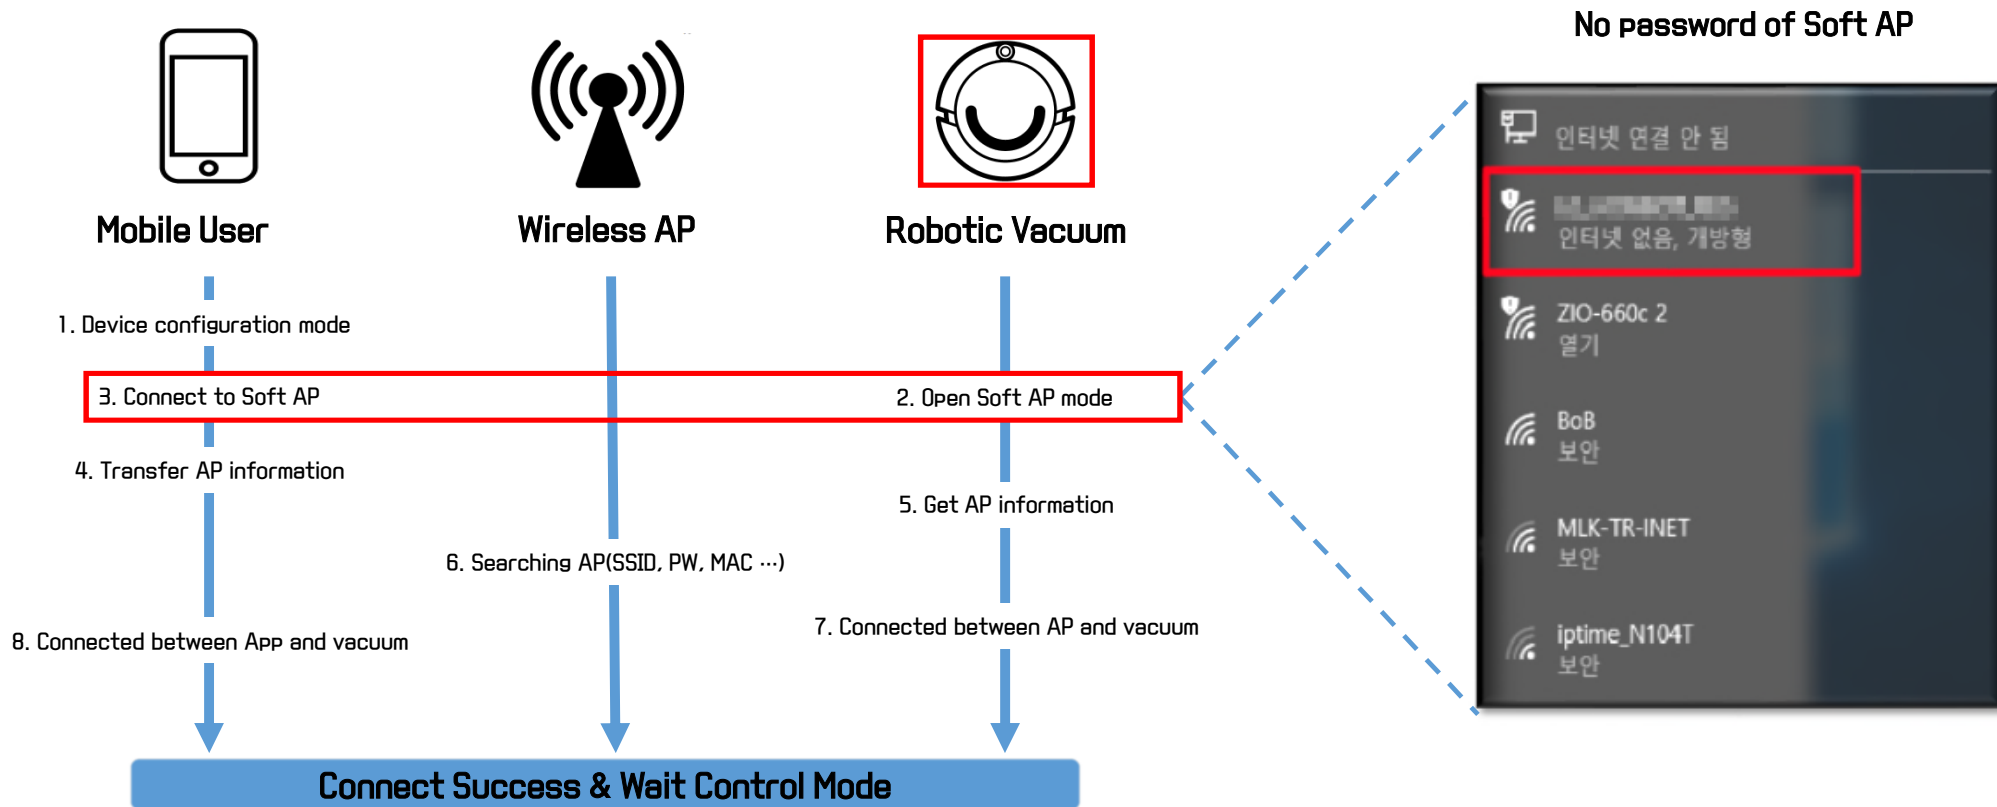 No password of Soft AP
Mobile User
Wireless AP
Robotic Vacuum
1. Device configuration mode
3. Connect to Soft AP
2. Open Soft AP mode
4. Transfer AP information
5. Get AP information
6. Searching AP(SSID, PW, MAC ⋯)
7. Connected between AP and vacuum
8. Connected between App and vacuum
Connect Success & Wait Control Mode
인터넷 연결 안 됨
인터넷 없음, 개방형
ZIO-660c 2
열기
BoB
보안
MLK-TR-INET
보안
iptime_N104T
보안